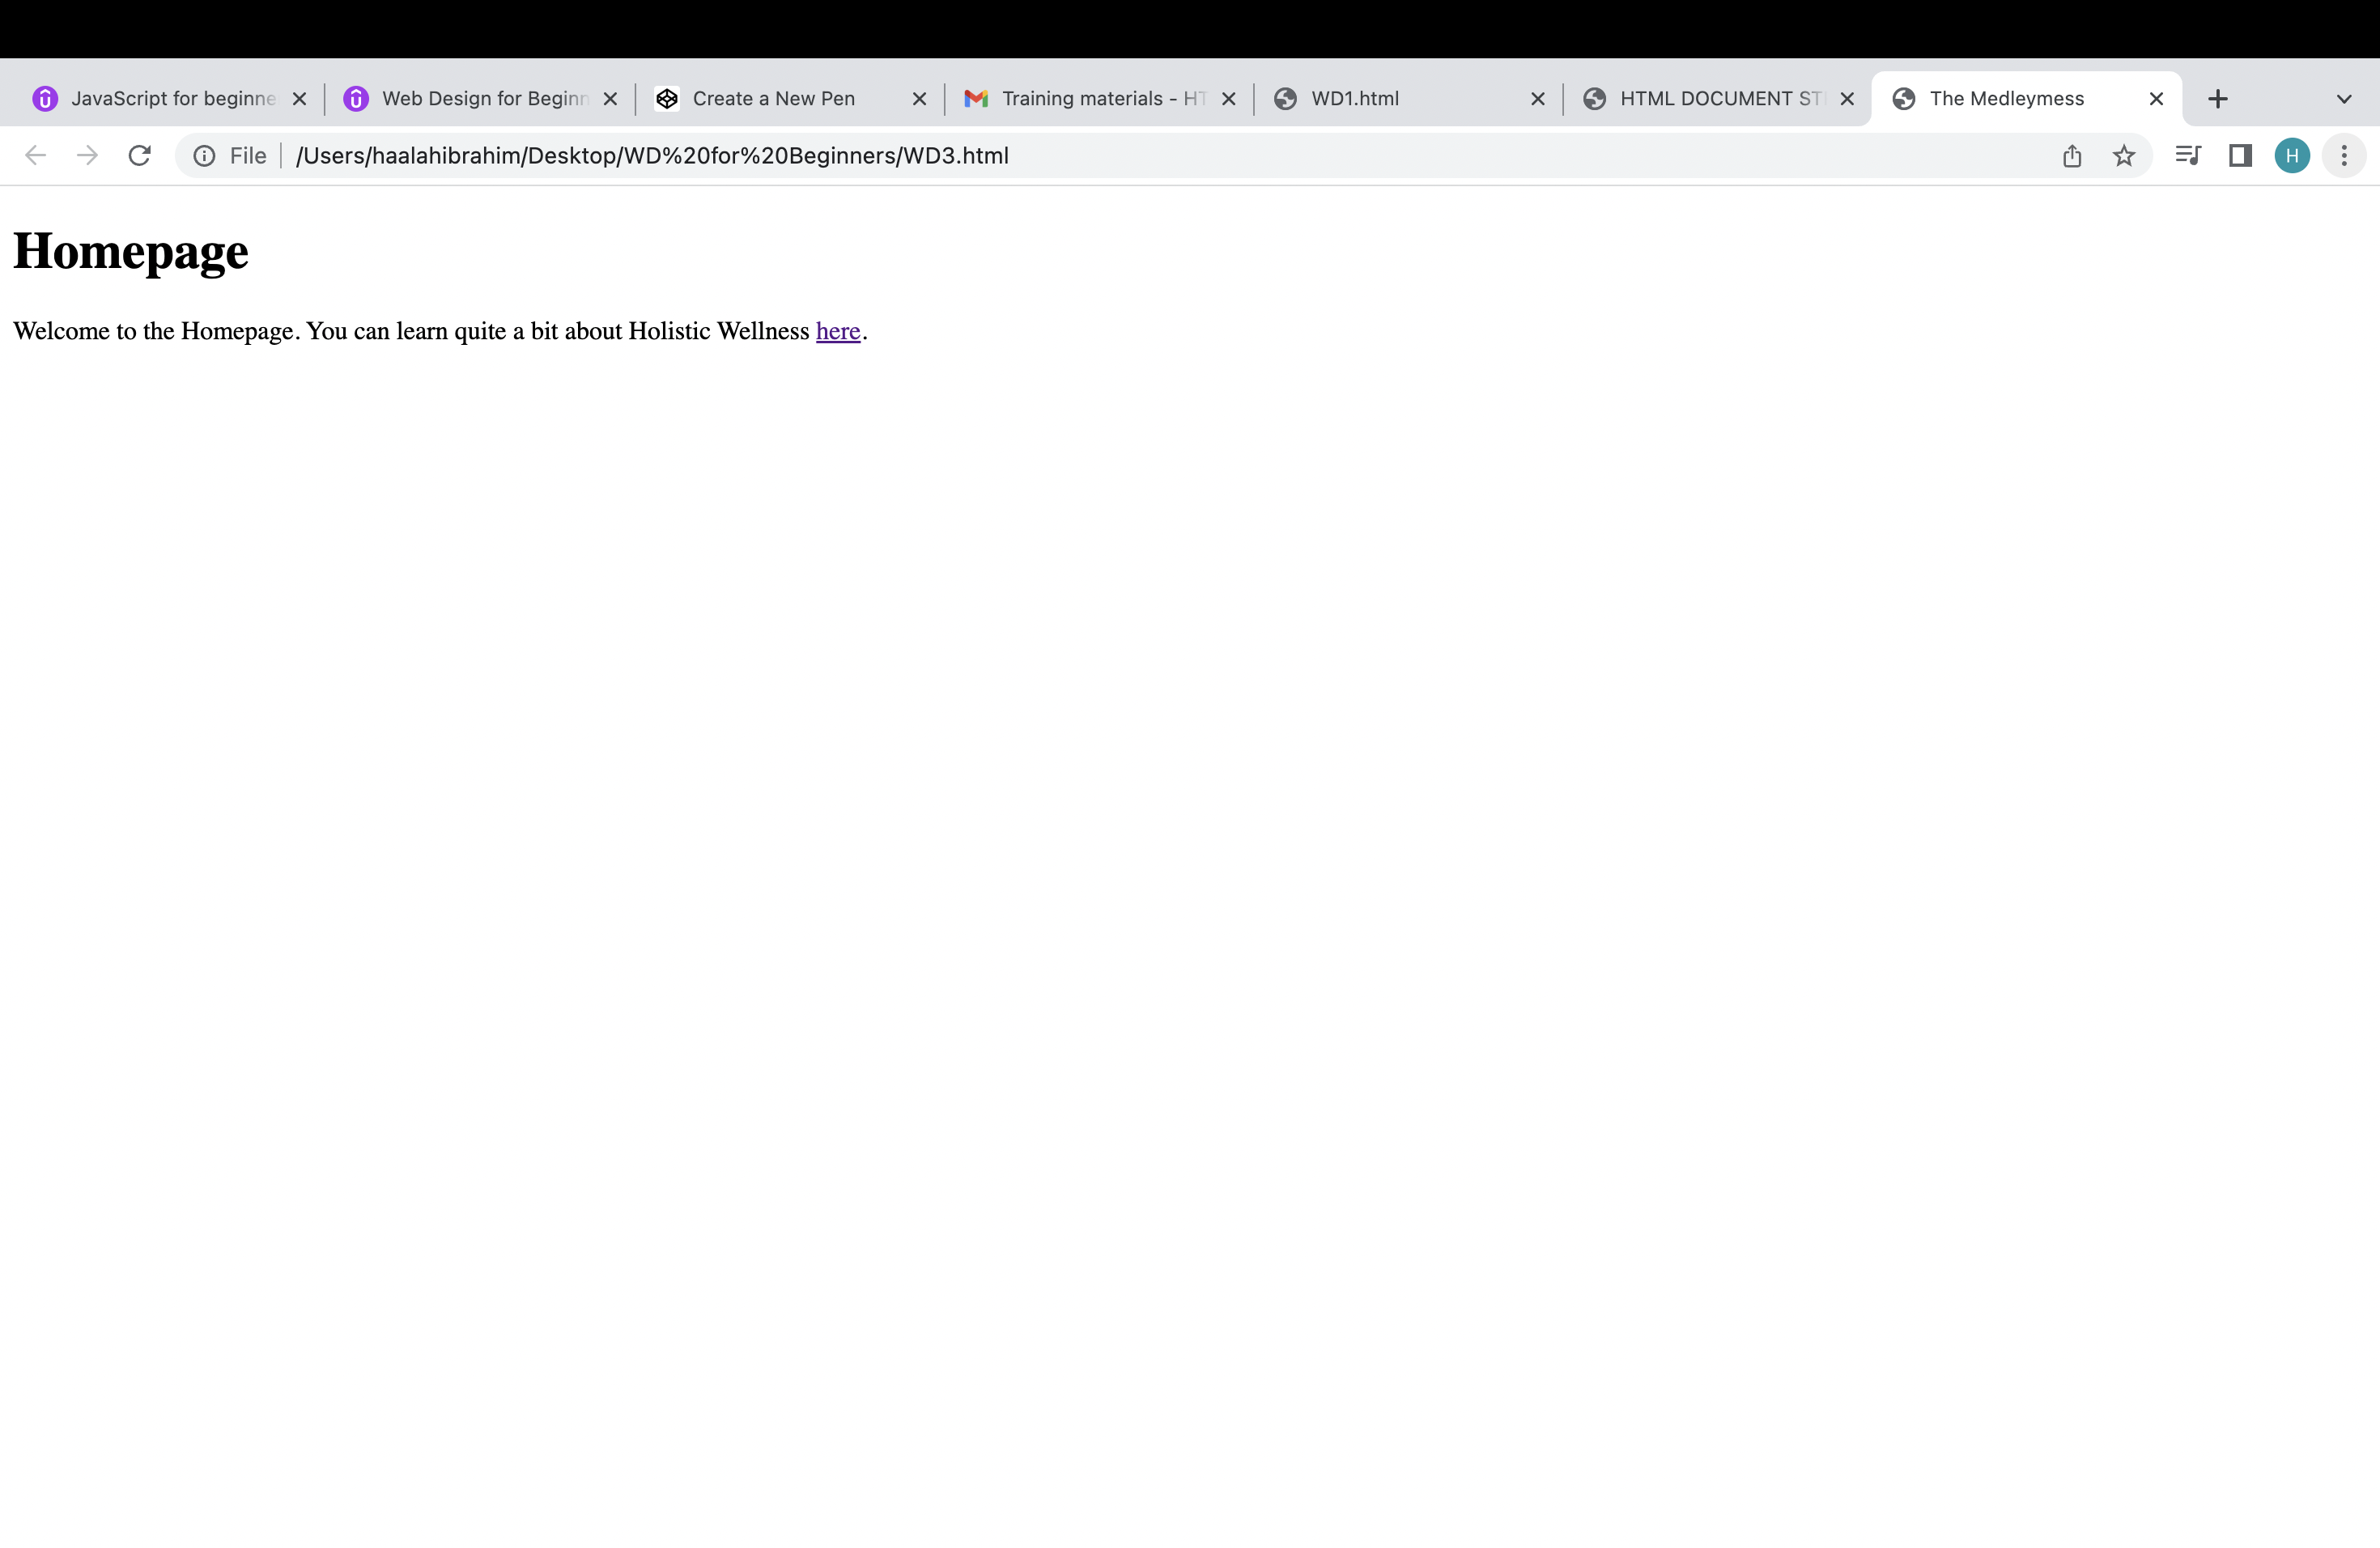 JavaScript for beginne
Web Design for Beginn
Create a New Pen
Training materials - HT
WD1.html
HTML DOCUMENT ST
The Medleymess
File
/Users/haalahibrahim/Desktop/WD%20for%20Beginners/WD3.html
H
Homepage
Welcome to the Homepage. You can learn quite a bit about Holistic Wellness here.